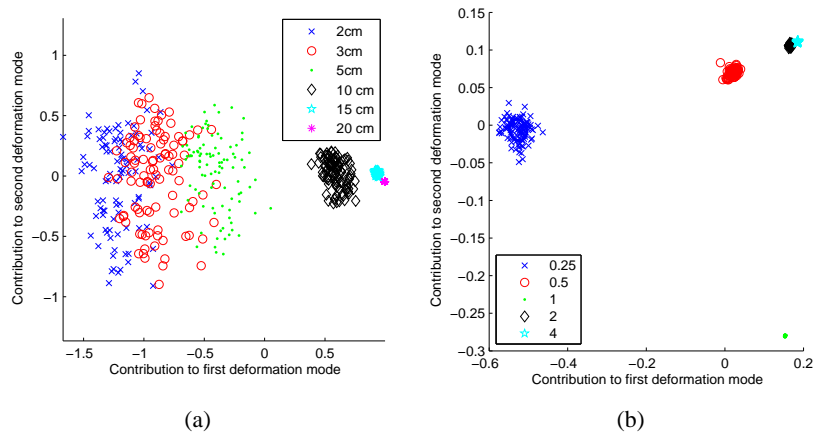 1
0.5
0
−0.5
−1
Contribution to second deformation mode
2cm
3cm
5cm
10 cm
15 cm
20 cm
−1.5 −1 −0.5 0 0.5
Contribution to first deformation mode
(a)
0.15
0.1
0.05
0
−0.05
−0.1
−0.15
−0.2
−0.25
−0.3
Contribution to second deformation mode
0.25
0.5
1
2
4
−0.6 −0.4 −0.2 0 0.2
Contribution to first deformation mode
(b)